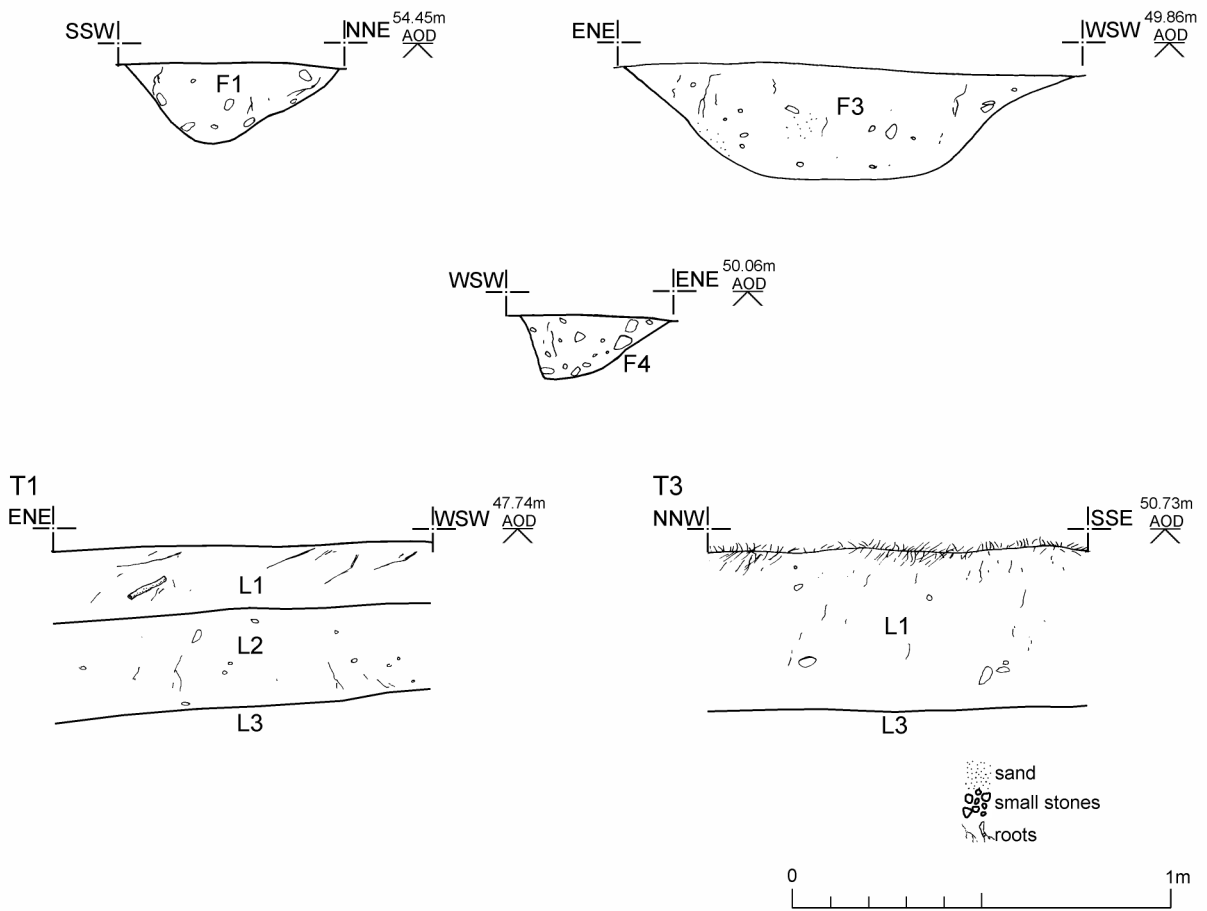 SSW NNE 54.45m AOD
F1
ENE WSW 49.86m AOD
F3
WSW ENE 50.06m AOD
F4
T1
ENE WSW 47.74m AOD
L1
L2
L3
T3
NNW SSE 50.73m AOD
L1
L3
sand
small stones
roots
0 1m